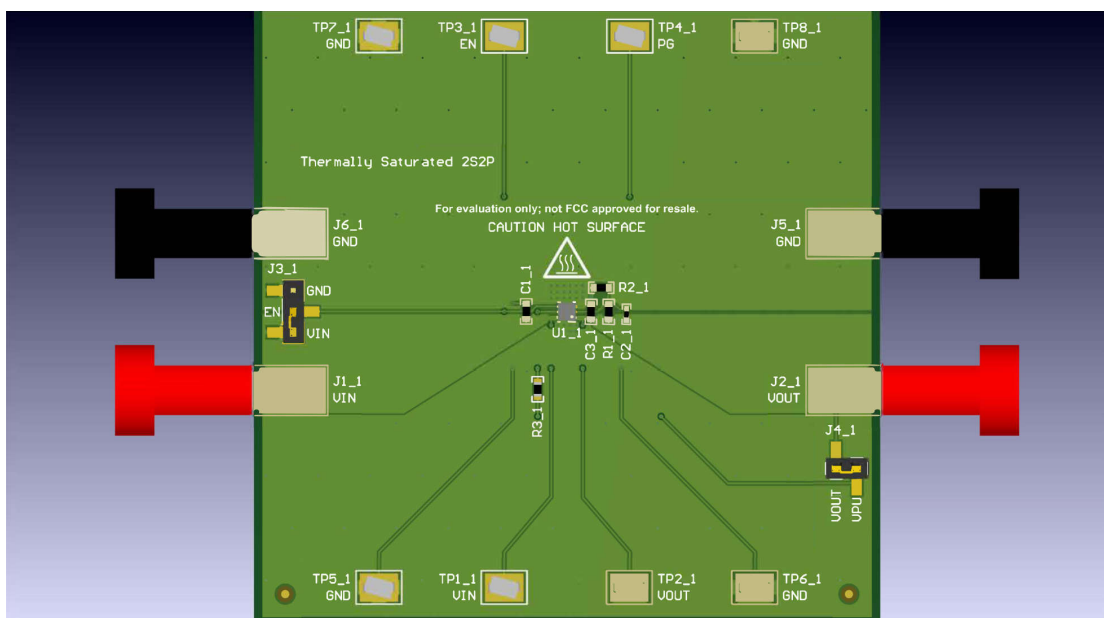 TP7_1
GND
TP3_1
EN
TP4_1
PG
TP8_1
GND
Thermally Saturated 2S2P
For evaluation only; not FCC approved for resale.
CAUTION HOT SURFACE
J6_1
GND
J5_1
GND
J3_1
GND
EN
VIN
C1_1
U1_1
R2_1
C3_1
R1_1
C2_1
J1_1
VIN
R3_1
J2_1
VOUT
J4_1
VOUT
VPU
TP5_1
GND
TP1_1
VIN
TP2_1
VOUT
TP6_1
GND